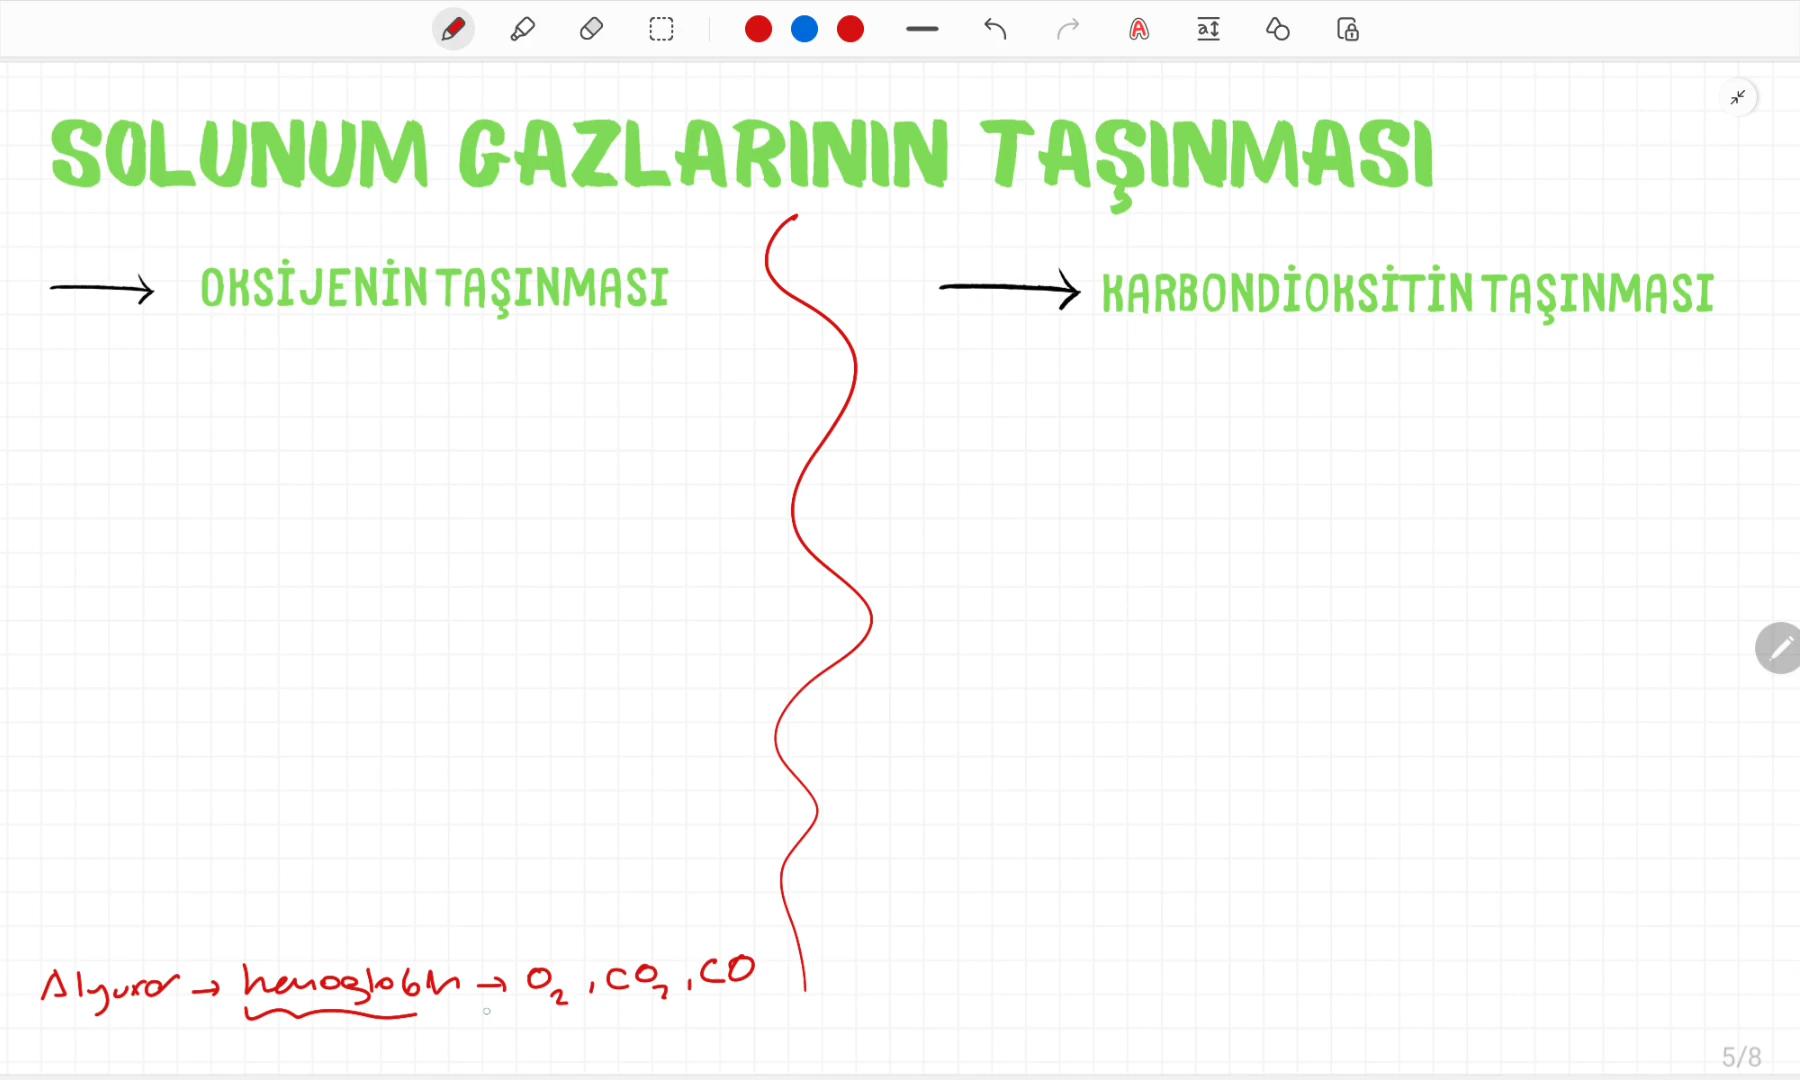 SOLUNUM GAZLARININ TAŞINMASI
OKSİJENİN TAŞINMASI
KARBONDİOKSİTİN TAŞINMASI
Alyuvar → hemoglobin → O₂, CO₂, CO
5/8